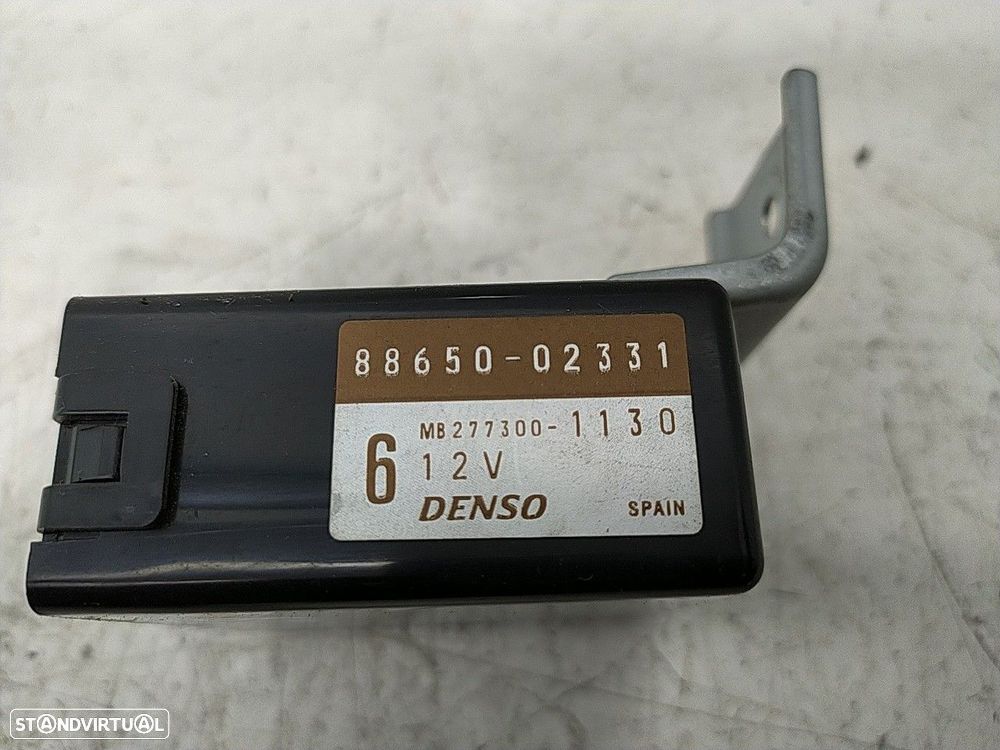 88650-02331
MB277300-1130
6 12V
DENSO SPAIN
STANDVIRTUAL